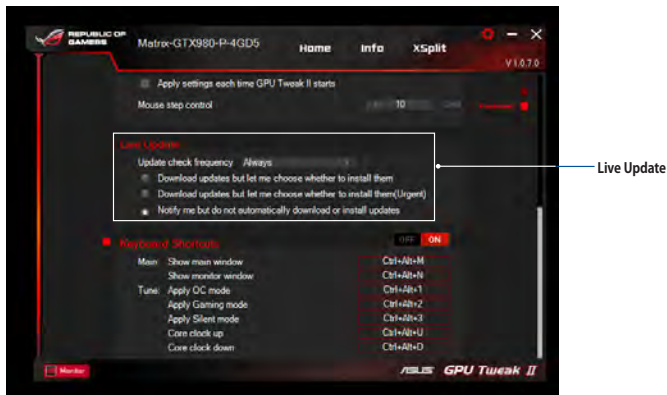 REPUBLIC OF
GAMERS
Matrix-GTX980-P-4GD5
Home Info XSplit
V1.0.7.0
Apply settings each time GPU Tweak II starts
Mouse step control 10
Live Update
Update check frequency Always
Download updates but let me choose whether to install them
Download updates but let me choose whether to install them(Urgent)
Notify me but do not automatically download or install updates
Live Update
Keyboard Shortcuts OFF ON
Main: Show main window Ctrl+Alt+M
Show monitor window Ctrl+Alt+N
Tune: Apply OC mode Ctrl+Alt+1
Apply Gaming mode Ctrl+Alt+2
Apply Silent mode Ctrl+Alt+3
Core clock up Ctrl+Alt+U
Core clock down Ctrl+Alt+D
Monitor
ASUS GPU Tweak II